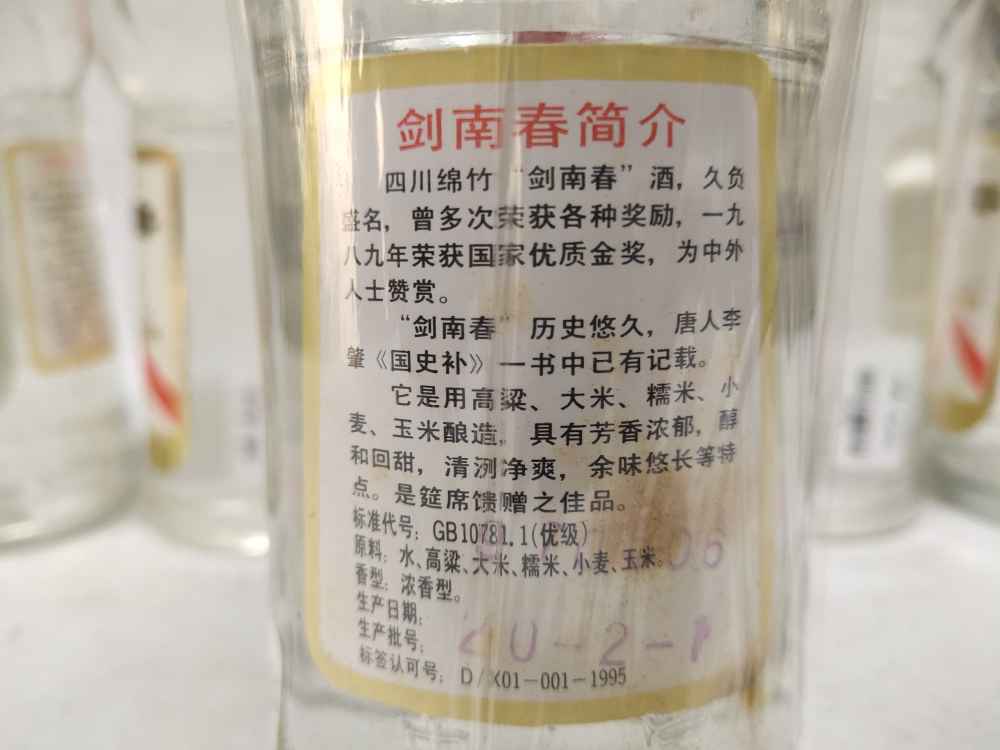 剑南春简介
四川绵竹“剑南春”酒，久负
盛名，曾多次荣获各种奖励，一九
八九年荣获国家优质金奖，为中外
人士赞赏。
“剑南春”历史悠久，唐人李
肇《国史补》一书中已有记载。
它是用高粱、大米、糯米、小
麦、玉米酿造，具有芳香浓郁，醇
和回甜，清洌净爽，余味悠长等特
点。是筵席馈赠之佳品。
标准代号：GB10781.1(优级)
原料：水、高粱、大米、糯米、小麦、玉米。
香型：浓香型。
生产日期：
生产批号：20-2-1
标签认可号：D/X01-001-1995